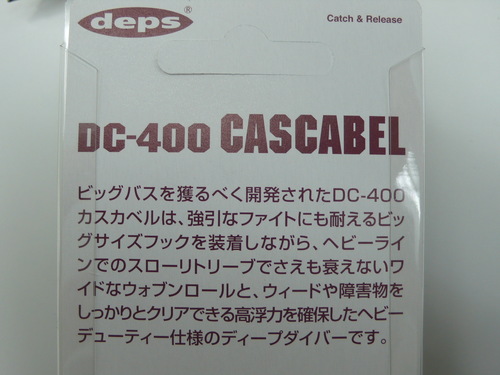 deps®
Catch & Release
DC-400 CASCABEL
ビッグバスを獲るべく開発されたDC-400
カスカベルは、強引なファイトにも耐えるビッ
グサイズフックを装着しながら、ヘビーライ
ンでのスローリトリーブでさえも衰えないワ
イドなウォブンロールと、ウィードや障害物を
しっかりとクリアできる高浮力を確保したヘビー
デューティー仕様のディープダイバーです。